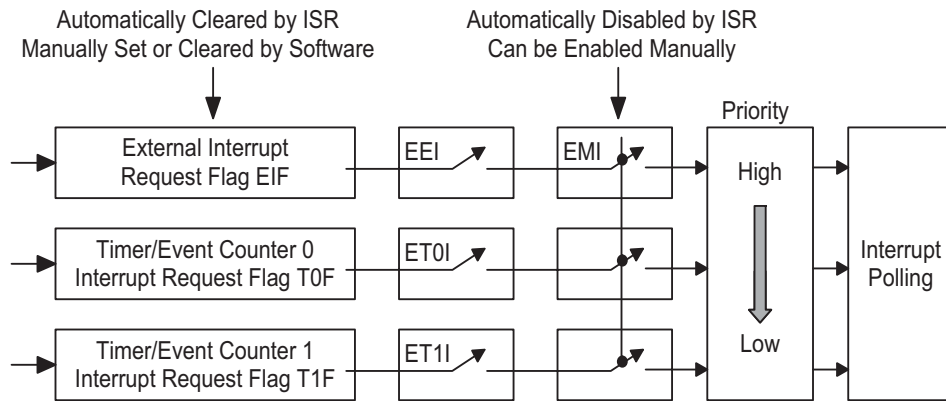 Automatically Cleared by ISR
Manually Set or Cleared by Software
Automatically Disabled by ISR
Can be Enabled Manually
Priority
External Interrupt
Request Flag EIF
EEI
EMI
High
Timer/Event Counter 0
Interrupt Request Flag T0F
ET0I
Interrupt
Polling
Timer/Event Counter 1
Interrupt Request Flag T1F
ET1I
Low